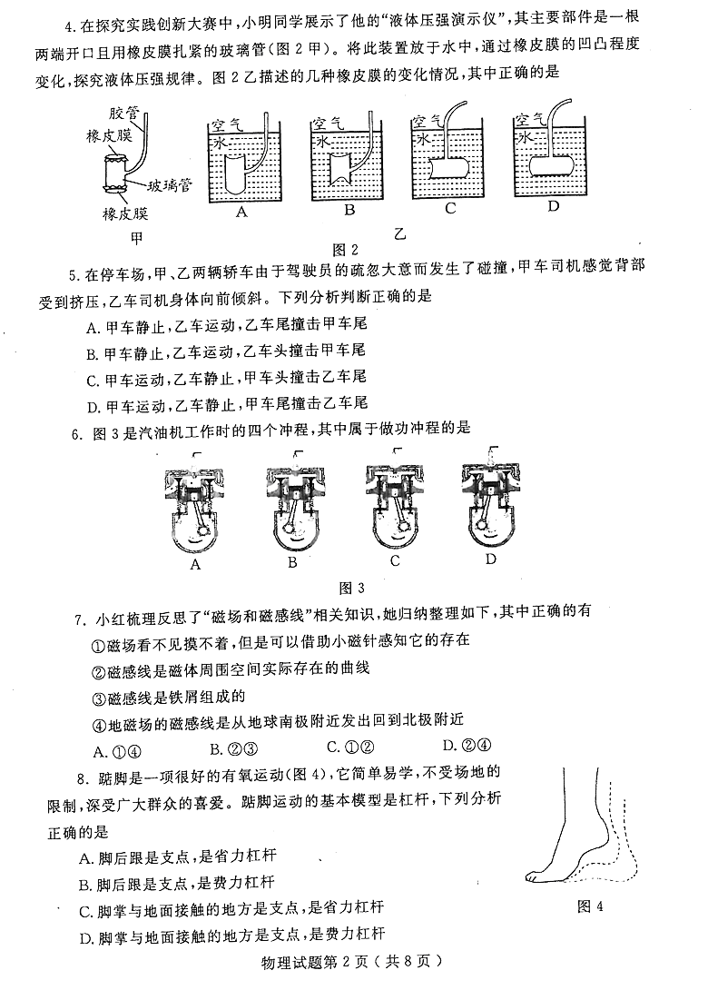 4.在探究实践创新大赛中,小明同学展示了他的“液体压强演示仪”,其主要部件是一根
两端开口且用橡皮膜扎紧的玻璃管(图2甲)。将此装置放于水中,通过橡皮膜的凹凸程度
变化,探究液体压强规律。图2乙描述的几种橡皮膜的变化情况,其中正确的是
胶管
橡皮膜
玻璃管
橡皮膜
甲
空气
水
A
空气
水
B
空气
水
C
空气
水
D
乙
图2
5.在停车场,甲、乙两辆轿车由于驾驶员的疏忽大意而发生了碰撞,甲车司机感觉背部
受到挤压,乙车司机身体向前倾斜。下列分析判断正确的是
A.甲车静止,乙车运动,乙车尾撞击甲车尾
B.甲车静止,乙车运动,乙车头撞击甲车尾
C.甲车运动,乙车静止,甲车头撞击乙车尾
D.甲车运动,乙车静止,甲车尾撞击乙车尾
6.图3是汽油机工作时的四个冲程,其中属于做功冲程的是
A
B
C
D
图3
7.小红梳理反思了“磁场和磁感线”相关知识,她归纳整理如下,其中正确的有
①磁场看不见摸不着,但是可以借助小磁针感知它的存在
②磁感线是磁体周围空间实际存在的曲线
③磁感线是铁屑组成的
④地磁场的磁感线是从地球南极附近发出回到北极附近
A.①④ B.②③ C.①② D.②④
8.踮脚是一项很好的有氧运动(图4),它简单易学,不受场地的
限制,深受广大群众的喜爱。踮脚运动的基本模型是杠杆,下列分析
正确的是
A.脚后跟是支点,是省力杠杆
B.脚后跟是支点,是费力杠杆
C.脚掌与地面接触的地方是支点,是省力杠杆
D.脚掌与地面接触的地方是支点,是费力杠杆
图4
物理试题第2页(共8页)